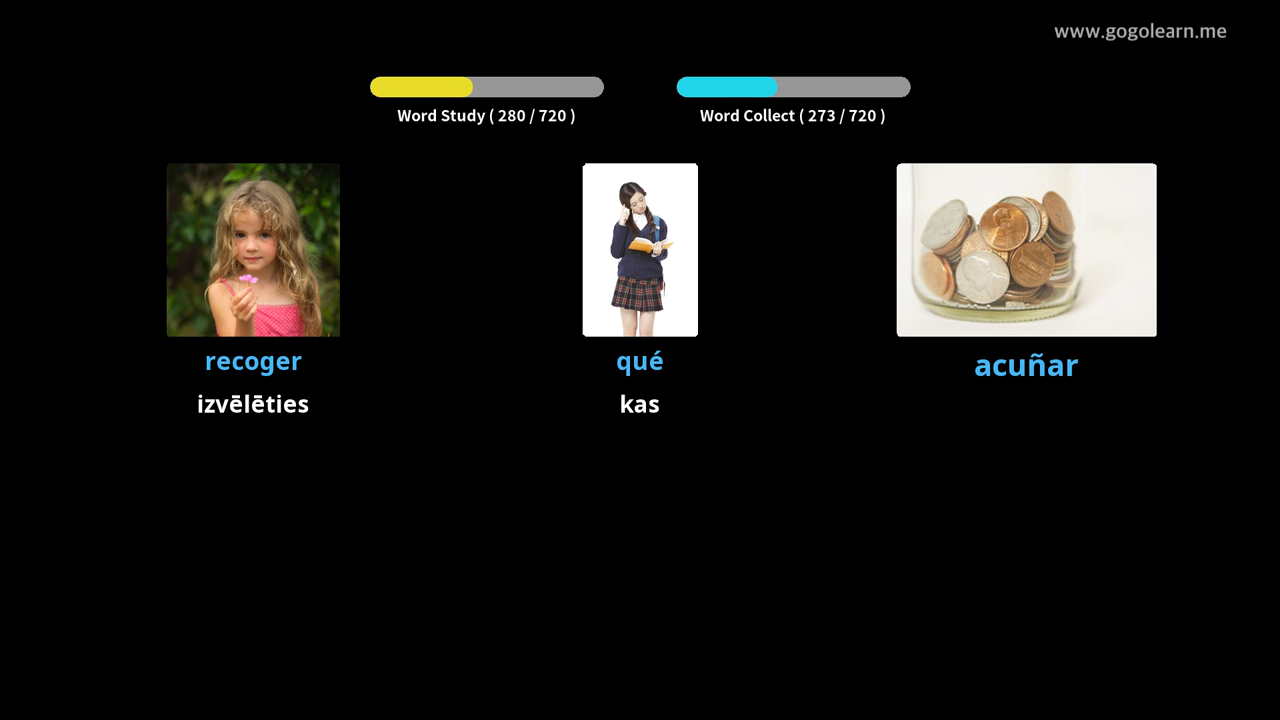 www.gogolearn.me
Word Study ( 280 / 720 )
Word Collect ( 273 / 720 )
recoger
izvēlēties
qué
kas
acuñar